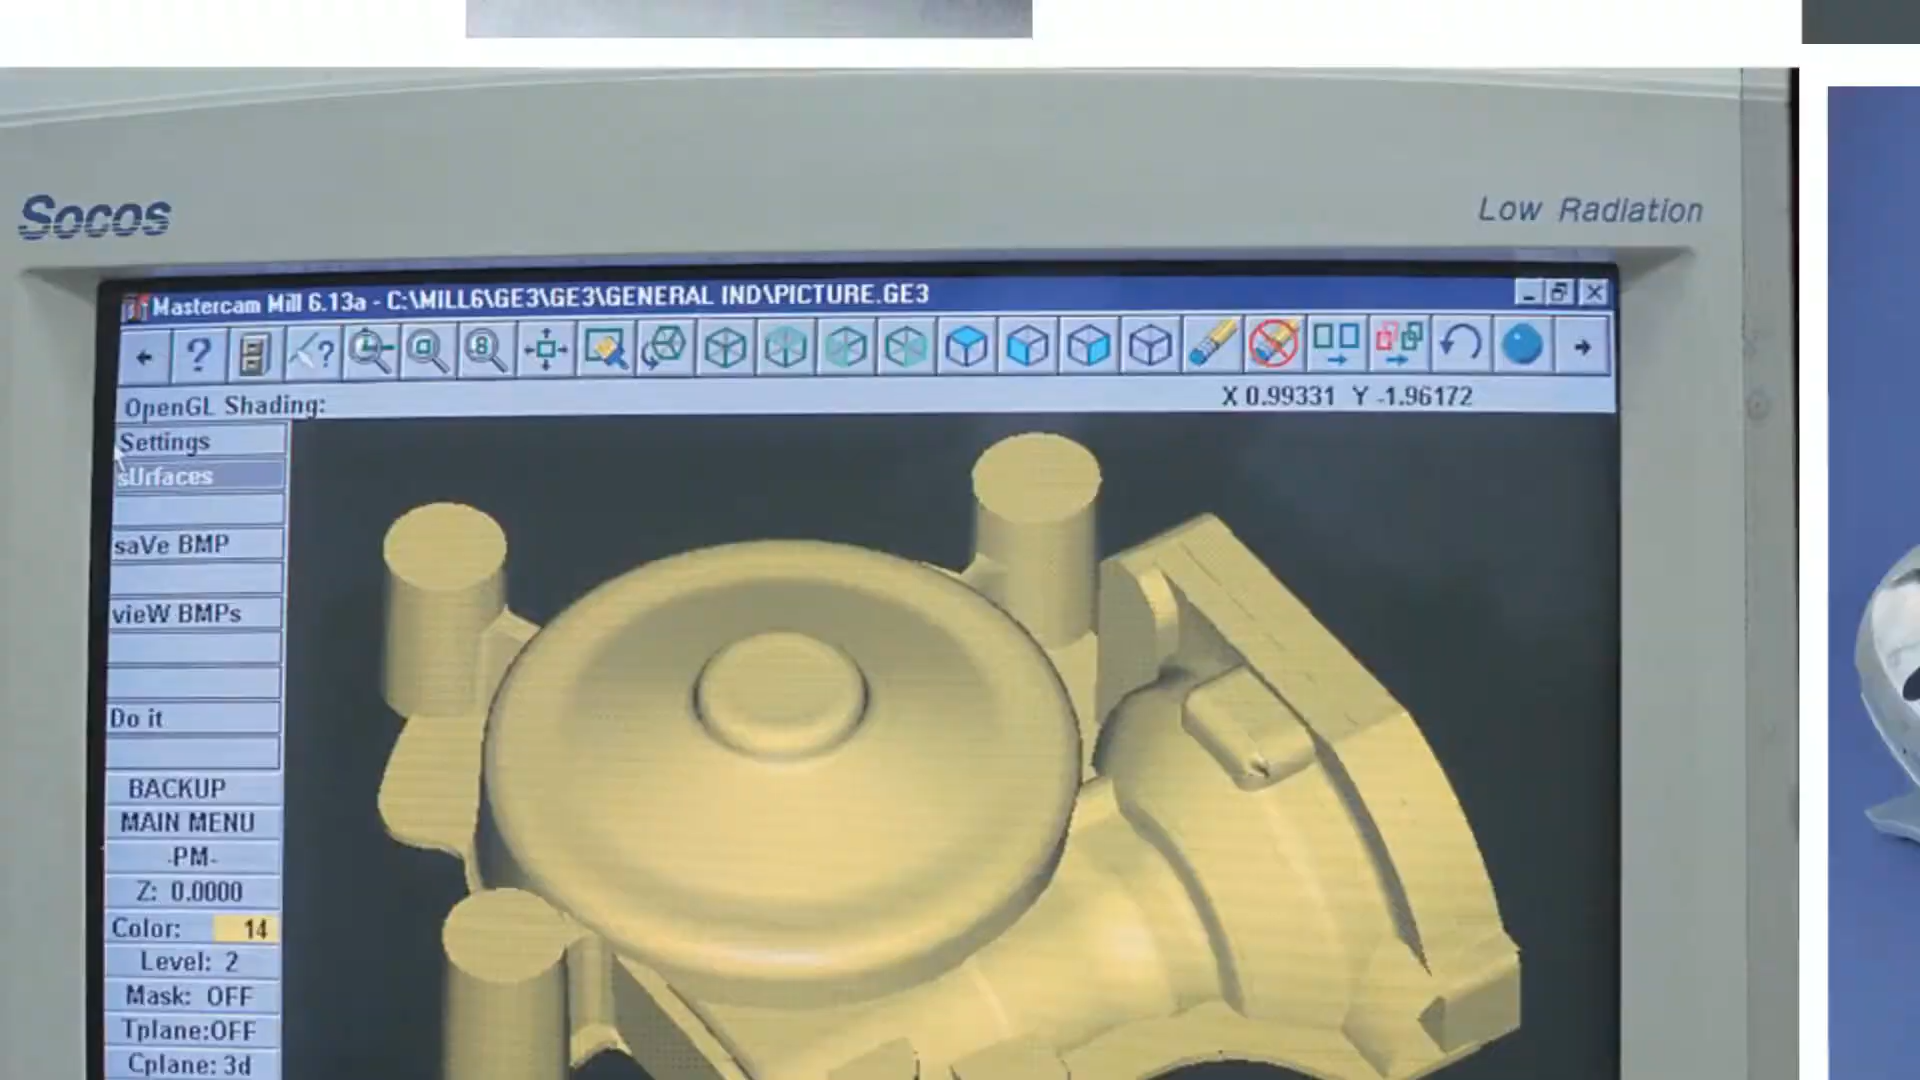 Socos
Low Radiation
Mastercam Mill 6.13a - C:\MILL6\GE3\GE3\GENERAL IND\PICTURE.GE3
OpenGL Shading:
X 0.99331 Y -1.96172
Settings
sUrfaces
saVe BMP
vieW BMPs
Do it
BACKUP
MAIN MENU
-PM-
Z: 0.0000
Color: 14
Level: 2
Mask: OFF
Tplane:OFF
Cplane: 3d